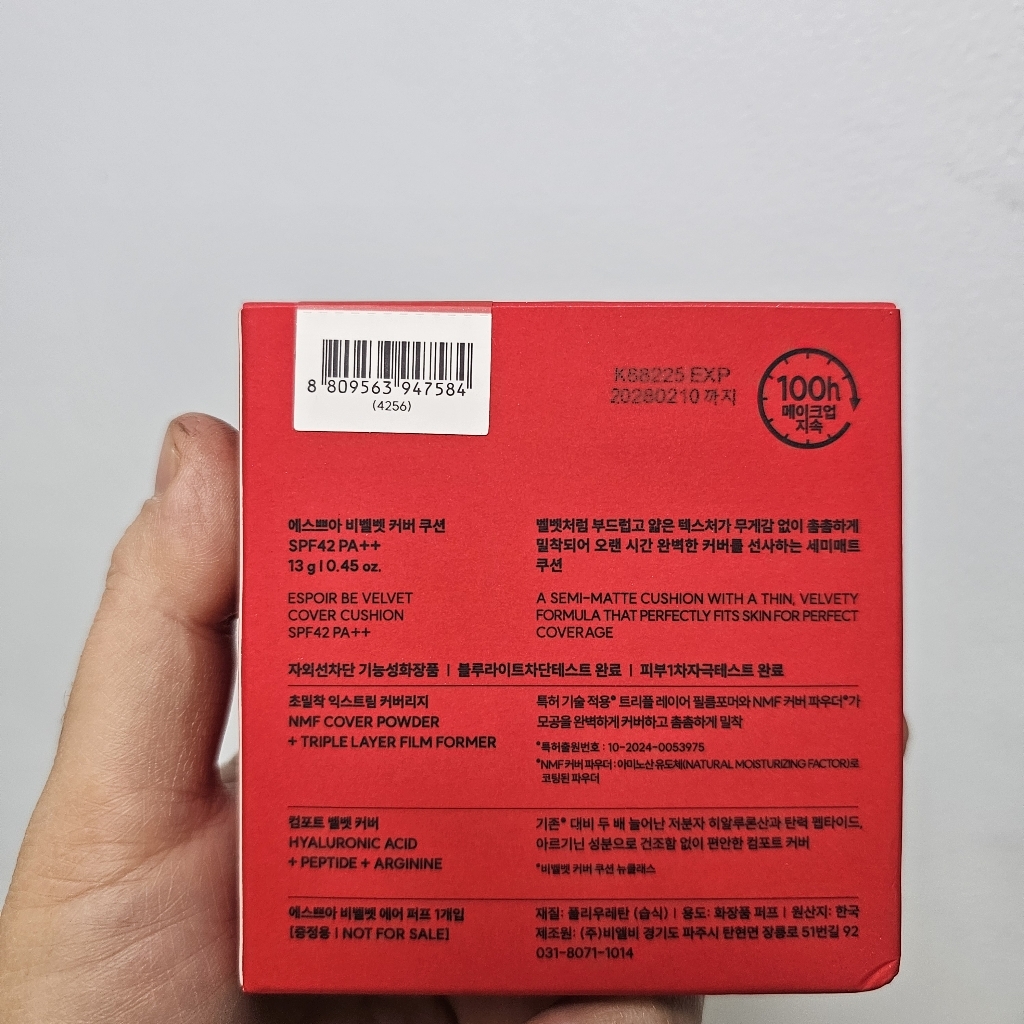 8 809563 947584
(4256)
K68225 EXP
20280210 까지
100h
메이크업
지속
에스쁘아 비벨벳 커버 쿠션
SPF42 PA++
13 g I 0.45 oz.
ESPOIR BE VELVET
COVER CUSHION
SPF42 PA++
벨벳처럼 부드럽고 얇은 텍스처가 무게감 없이 촘촘하게
밀착되어 오랜 시간 완벽한 커버를 선사하는 세미매트
쿠션
A SEMI-MATTE CUSHION WITH A THIN, VELVETY
FORMULA THAT PERFECTLY FITS SKIN FOR PERFECT
COVERAGE
자외선차단 기능성화장품 | 블루라이트차단테스트 완료 | 피부1차자극테스트 완료
초밀착 익스트림 커버리지
NMF COVER POWDER
+ TRIPLE LAYER FILM FORMER
특허 기술 적용* 트리플 레이어 필름포머와 NMF 커버 파우더*가
모공을 완벽하게 커버하고 촘촘하게 밀착
*특허출원번호 : 10-2024-0053975
*NMF 커버 파우더 : 아미노산 유도체(NATURAL MOISTURIZING FACTOR)로
코팅된 파우더
컴포트 벨벳 커버
HYALURONIC ACID
+ PEPTIDE + ARGININE
기존* 대비 두 배 늘어난 저분자 히알루론산과 탄력 펩타이드,
아르기닌 성분으로 건조함 없이 편안한 컴포트 커버
*비벨벳 커버 쿠션 뉴클래스
에스쁘아 비벨벳 에어 퍼프 1개입
[증정용 I NOT FOR SALE]
재질: 폴리우레탄 (습식) | 용도: 화장품 퍼프 | 원산지: 한국
제조원: (주)비엘비 경기도 파주시 탄현면 장릉로 51번길 92
031-8071-1014